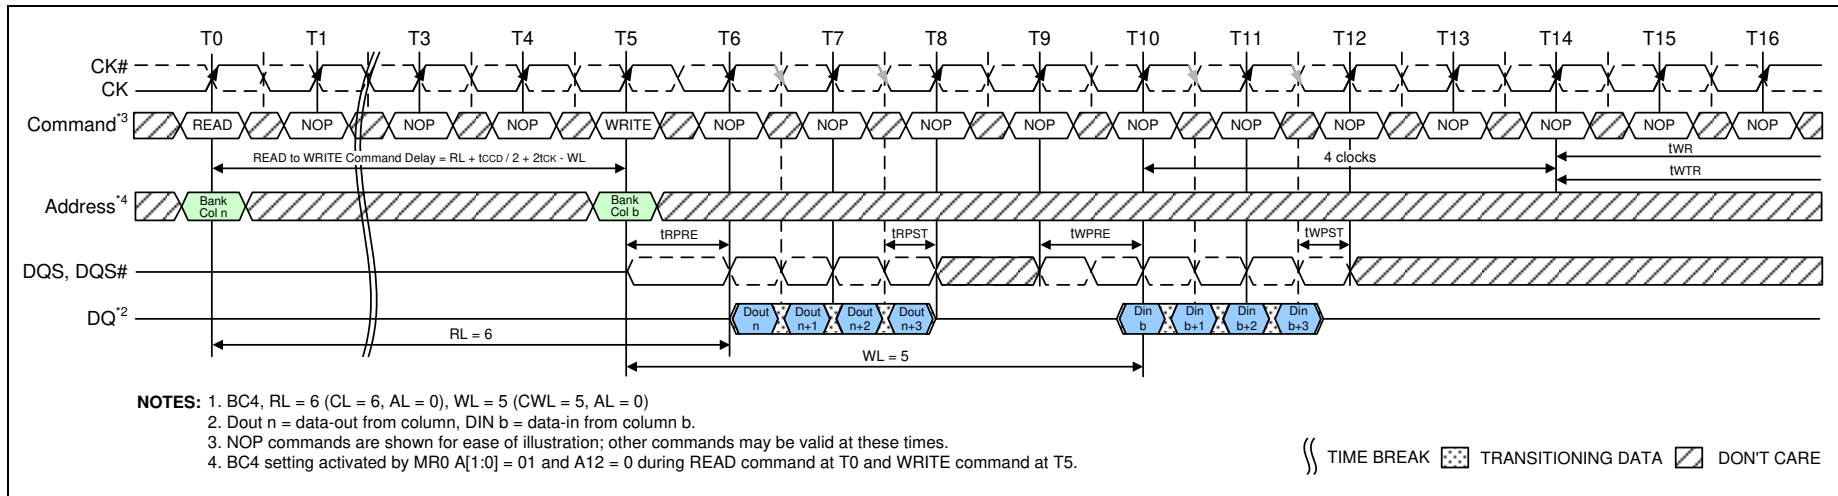 T0 T1 T3 T4 T5 T6 T7 T8 T9 T10 T11 T12 T13 T14 T15 T16
CK#
CK
Command*3 READ NOP NOP NOP WRITE NOP NOP NOP NOP NOP NOP NOP NOP NOP NOP NOP
READ to WRITE Command Delay = RL + tCCD / 2 + 2tCK - WL 4 clocks tWR
tWTR
Address*4 Bank Col n Bank Col b
tRPRE tRPST tWPRE tWPST
DQS, DQS#
DQ*2 Dout n Dout n+1 Dout n+2 Dout n+3 Din b Din b+1 Din b+2 Din b+3
RL = 6
WL = 5
NOTES: 1. BC4, RL = 6 (CL = 6, AL = 0), WL = 5 (CWL = 5, AL = 0)
2. Dout n = data-out from column, DIN b = data-in from column b.
3. NOP commands are shown for ease of illustration; other commands may be valid at these times.
4. BC4 setting activated by MR0 A[1:0] = 01 and A12 = 0 during READ command at T0 and WRITE command at T5.
TIME BREAK TRANSITIONING DATA DON'T CARE